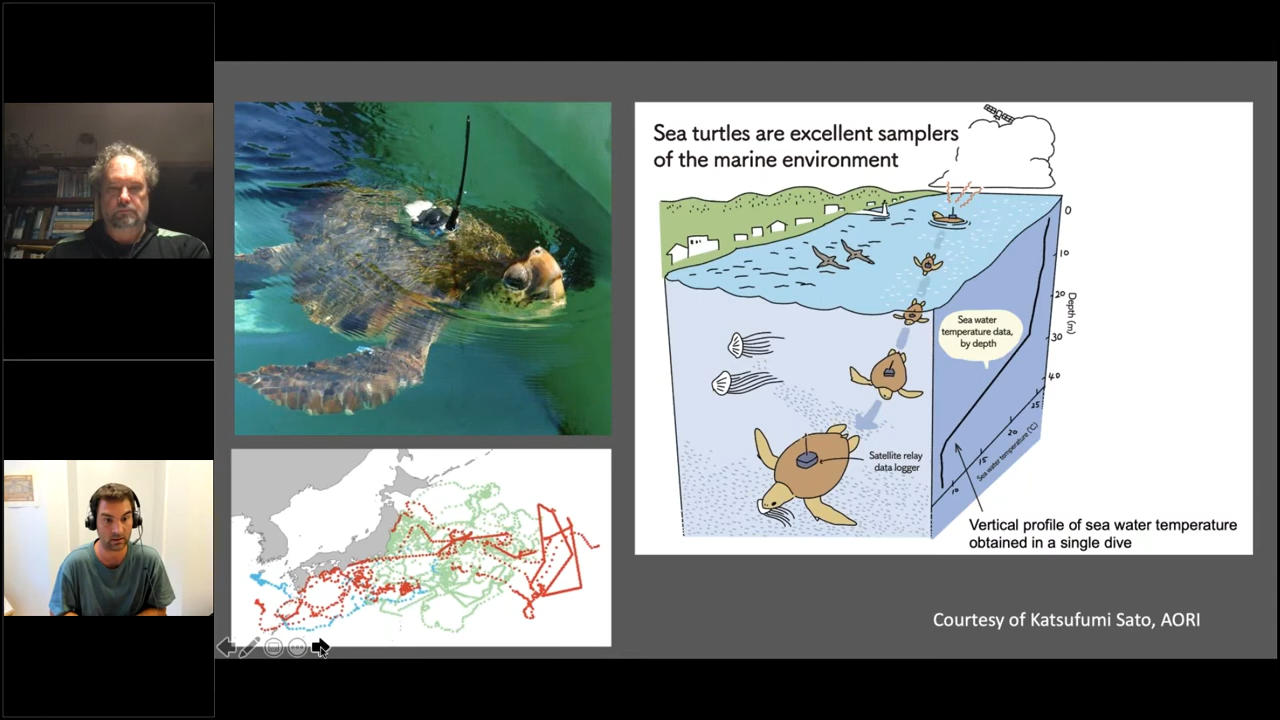 Sea turtles are excellent samplers
of the marine environment
0
10
20
30
40
Depth (m)
Sea water
temperature data,
by depth
25
20
15
10
Sea water temperature (°C)
Satellite relay
data logger
Vertical profile of sea water temperature
obtained in a single dive
Courtesy of Katsufumi Sato, AORI